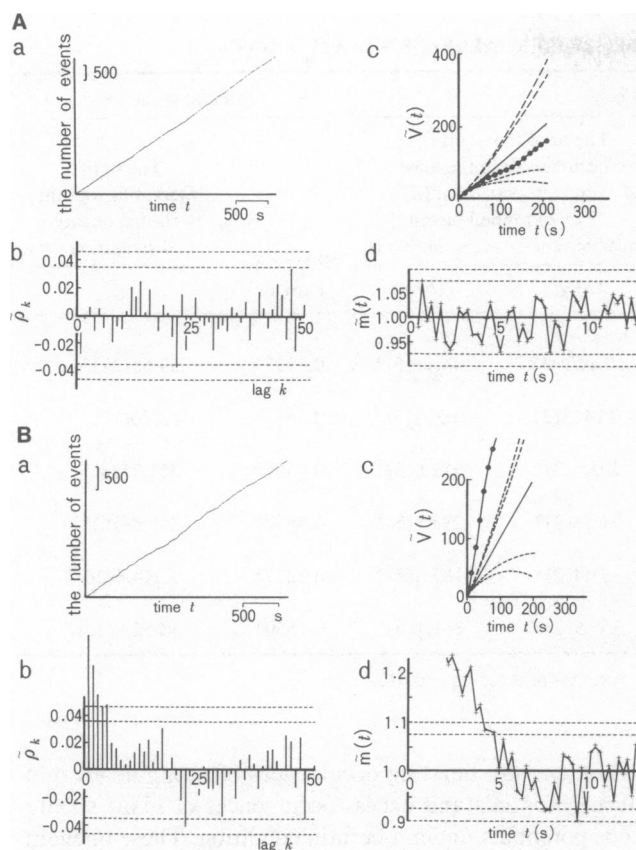 A
a
the number of events
500
time t
500 s
c
400
200
0
Ṽ(t)
0 100 200 300
time t (s)
b
0.04
0.02
0
-0.02
-0.04
ρ̃k
25
50
lag k
d
1.05
1.00
0.95
m̃(t)
5
10
time t (s)
B
a
the number of events
500
time t
500 s
c
200
0
Ṽ(t)
0 100 200 300
time t (s)
b
0.04
0.02
0
-0.02
-0.04
ρ̃k
25
50
lag k
d
1.2
1.1
1.0
0.9
m̃(t)
5
10
time t (s)